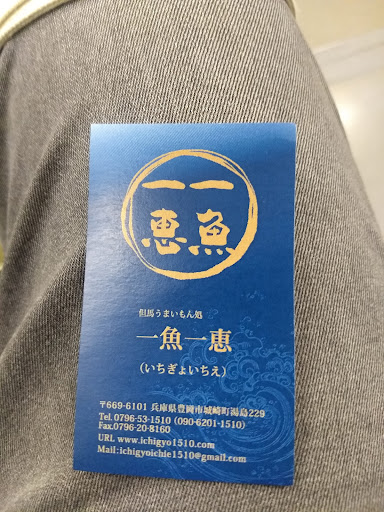 一魚
一恵
但馬うまいもん処
一魚一恵
（いちぎょいちえ）
〒669-6101 兵庫県豊岡市城崎町湯島229
Tel. 0796-53-1510 (090-6201-1510)
Fax.0796-20-8160
URL www.ichigyo1510.com
Mail:ichigyoichie1510@gmail.com